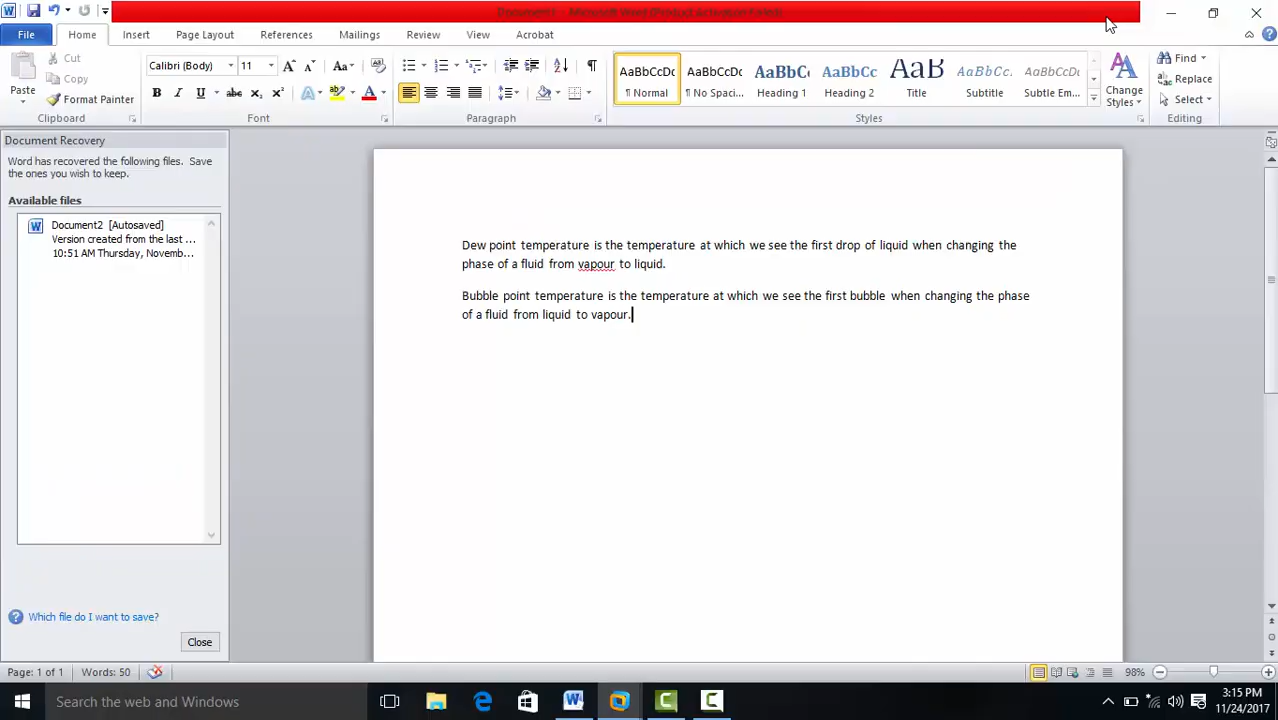 Document1 - Microsoft Word (Product Activation Failed)
File Home Insert Page Layout References Mailings Review View Acrobat
Paste
Cut
Copy
Format Painter
Clipboard
Calibri (Body) 11
Font
Paragraph
AaBbCcDc AaBbCcDc AaBbC AaBbCc AaB AaBbCc. AaBbCcDc
¶ Normal ¶ No Spaci... Heading 1 Heading 2 Title Subtitle Subtle Em...
Styles
Change
Styles
Find
Replace
Select
Editing
Document Recovery
Word has recovered the following files. Save
the ones you wish to keep.
Available files
Document2 [Autosaved]
Version created from the last ...
10:51 AM Thursday, Novemb...
Which file do I want to save?
Close
Dew point temperature is the temperature at which we see the first drop of liquid when changing the
phase of a fluid from vapour to liquid.
Bubble point temperature is the temperature at which we see the first bubble when changing the phase
of a fluid from liquid to vapour.
Page: 1 of 1 Words: 50
98%
Search the web and Windows
3:15 PM
11/24/2017